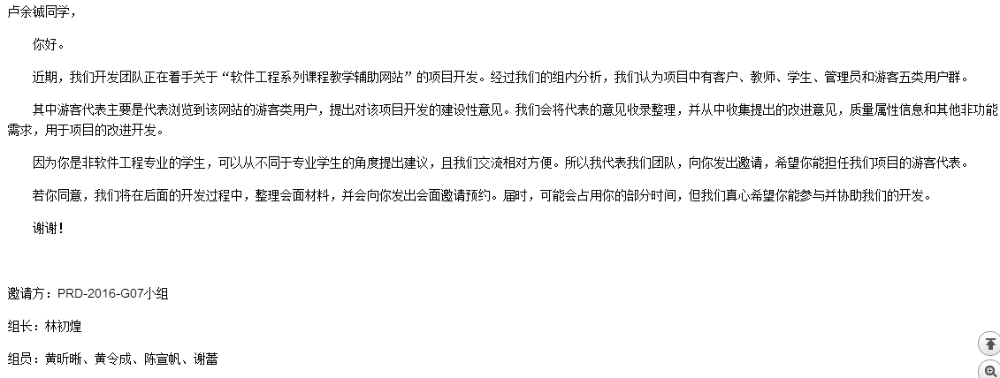 卢余铖同学，
你好。
近期，我们开发团队正在着手关于“软件工程系列课程教学辅助网站”的项目开发。经过我们的组内分析，我们认为项目中有客户、教师、学生、管理员和游客五类用户群。
其中游客代表主要是代表浏览到该网站的游客类用户，提出对该项目开发的建设性意见。我们会将代表的意见收录整理，并从中收集提出的改进意见，质量属性信息和其他非功能
需求，用于项目的改进开发。
因为你是非软件工程专业的学生，可以从不同于专业学生的角度提出建议，且我们交流相对方便。所以我代表我们团队，向你发出邀请，希望你能担任我们项目的游客代表。
若你同意，我们将在后面的开发过程中，整理会面材料，并会向你发出会面邀请预约。届时，可能会占用你的部分时间，但我们真心希望你能参与并协助我们的开发。
谢谢！
邀请方：PRD-2016-G07小组
组长：林初煌
组员：黄昕晰、黄令成、陈宣帆、谢蕾